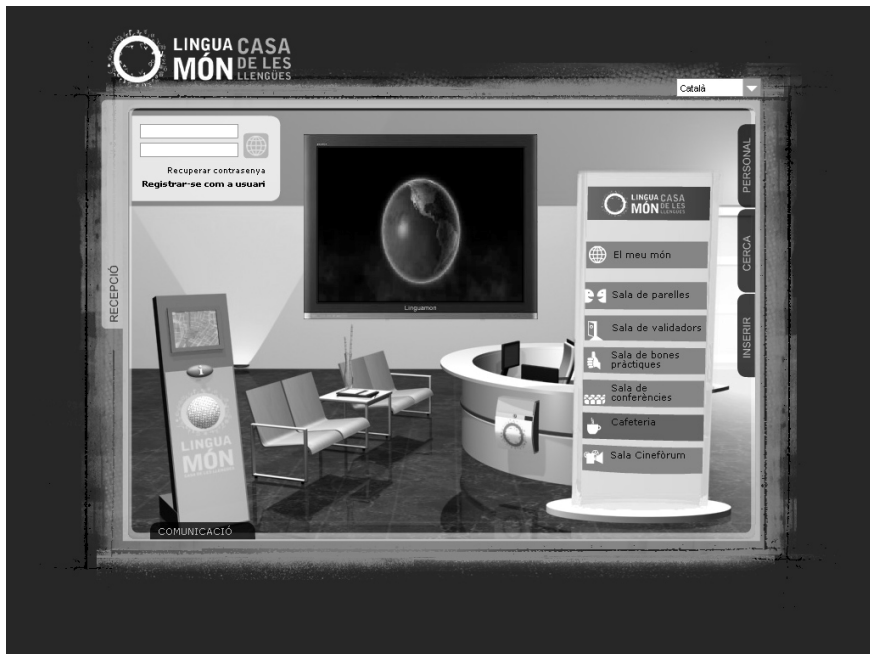 LINGUA CASA
MÓN DE LES
LLENGÜES
Català
Recuperar contrasenya
Registrar-se com a usuari
RECEPCIÓ
PERSONAL
CERCA
INSERIR
Linguamon
LINGUA CASA
MÓN DE LES
LLENGÜES
El meu món
Sala de parelles
Sala de validadors
Sala de bones
pràctiques
Sala de
conferències
Cafeteria
Sala Cinefòrum
i
LINGUA
MÓN
COMUNICACIÓ